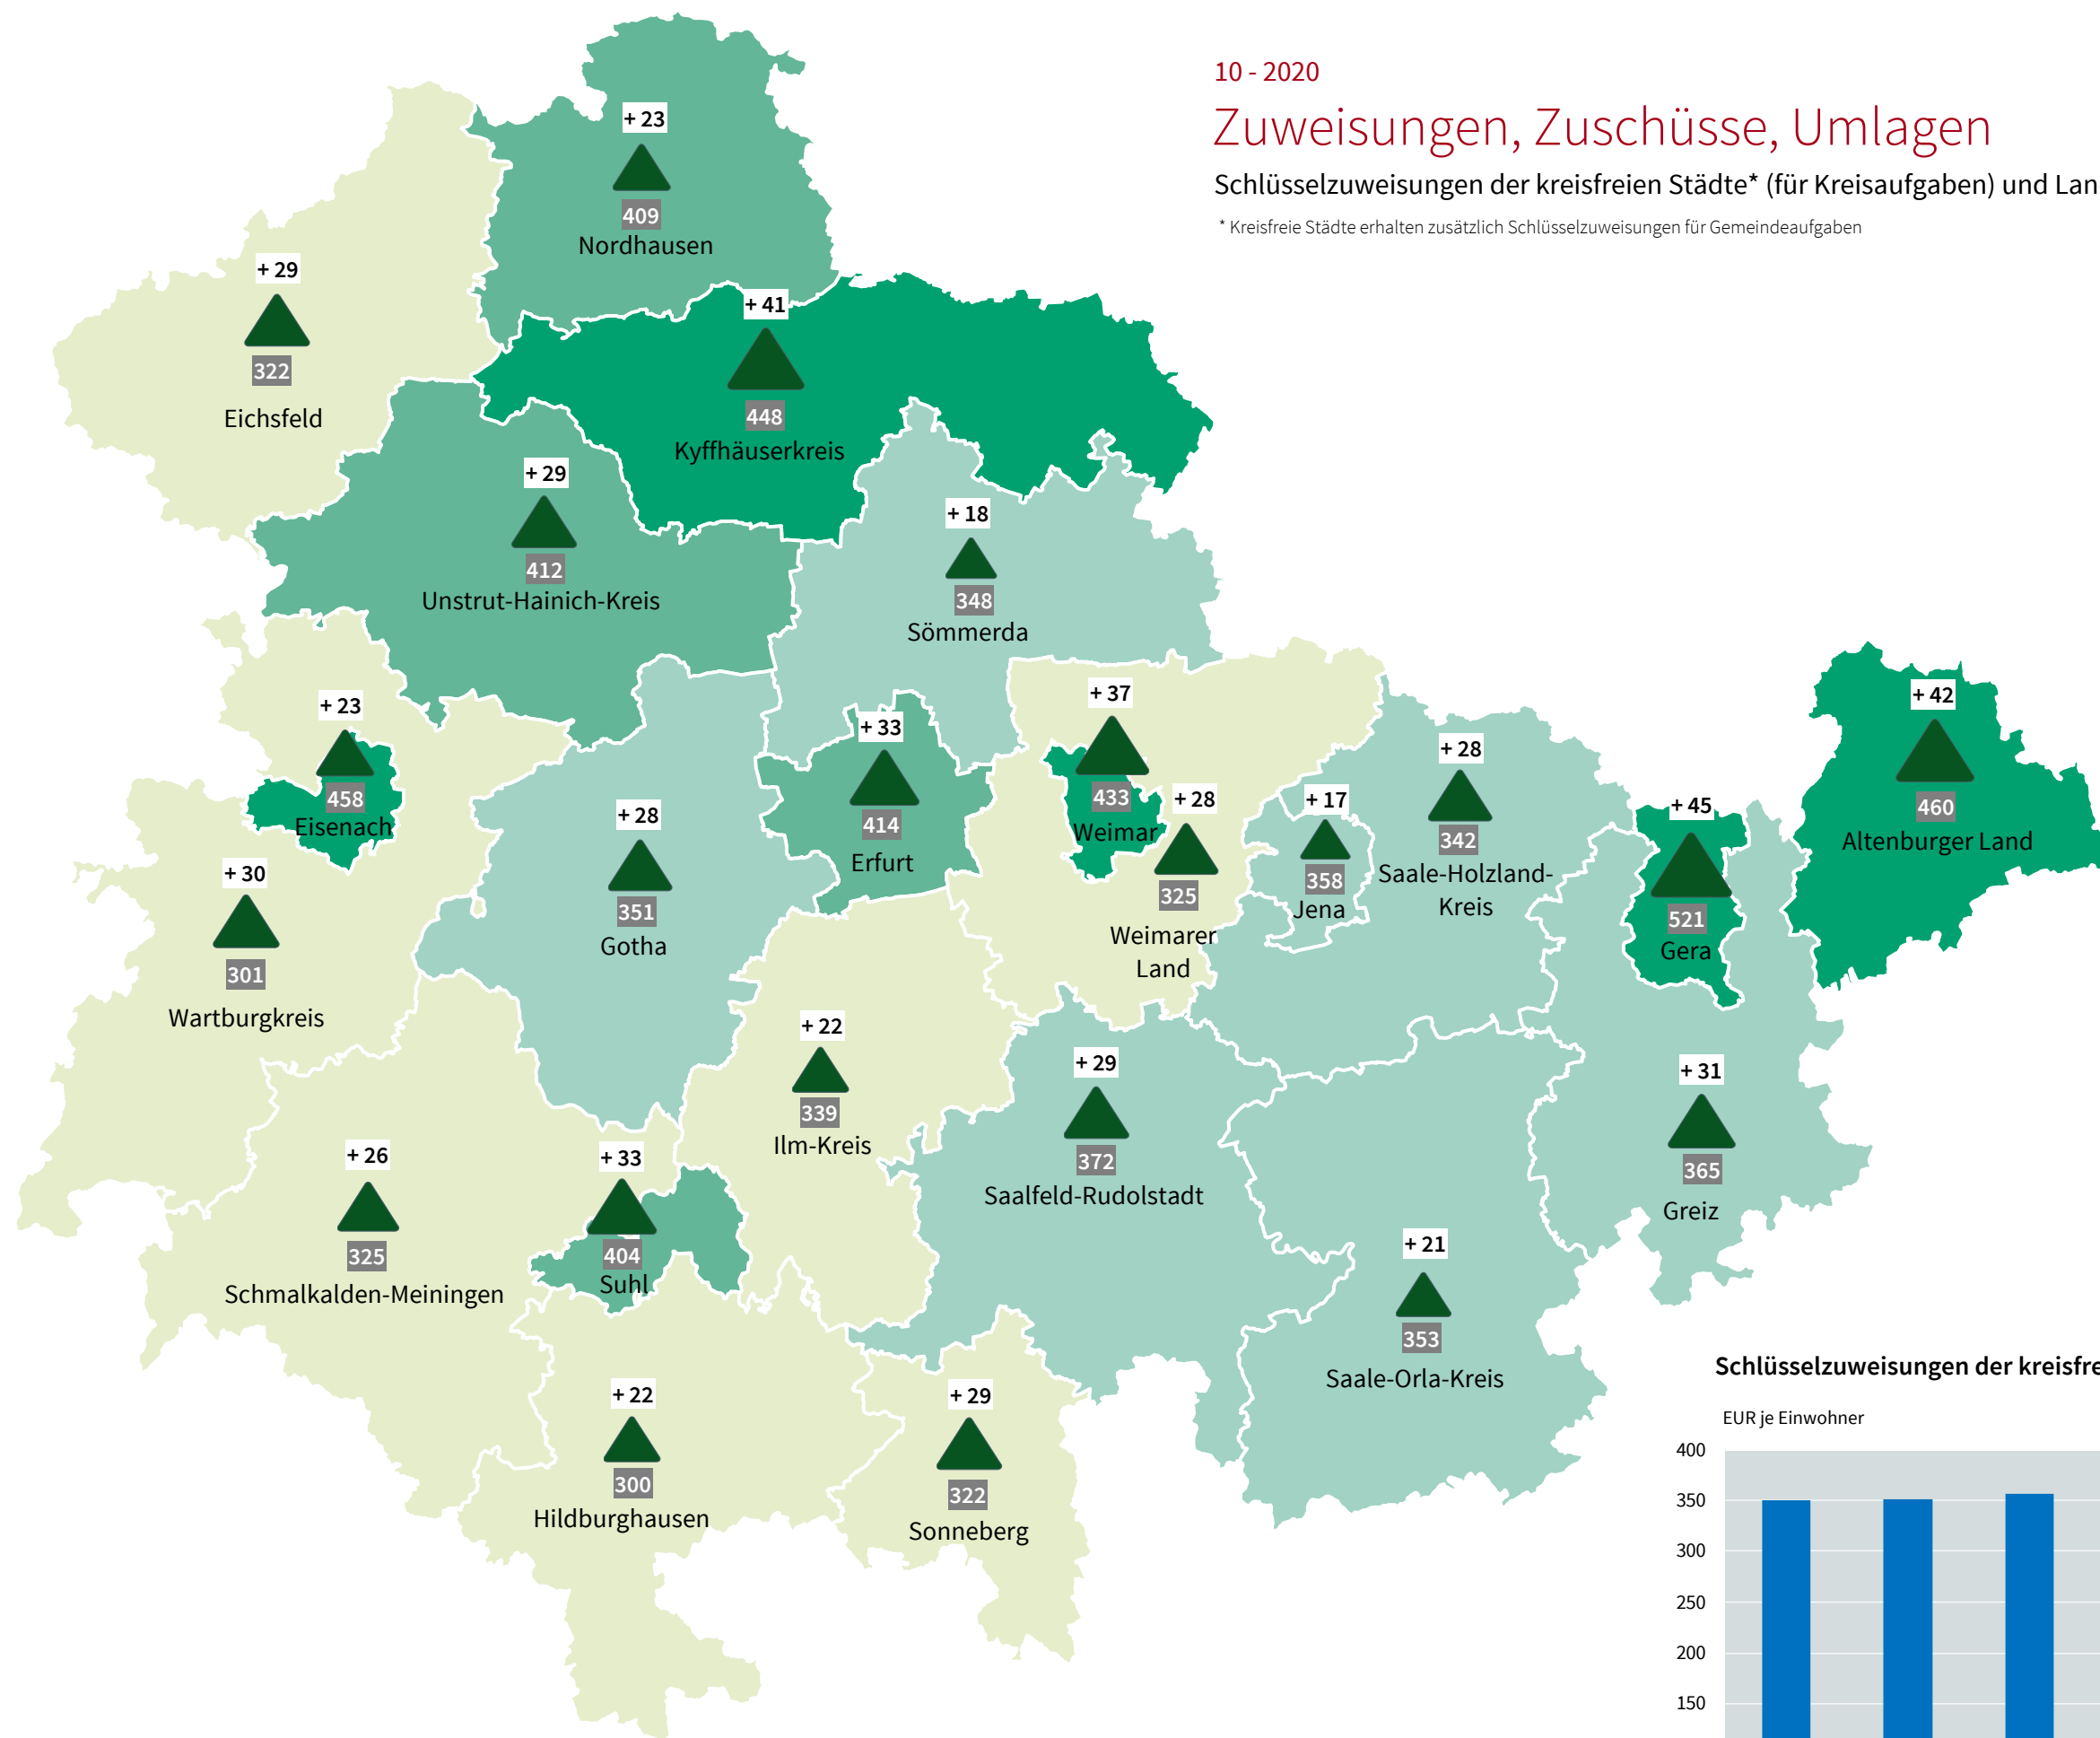 10 - 2020
Zuweisungen, Zuschüsse, Umlagen
Schlüsselzuweisungen der kreisfreien Städte* (für Kreisaufgaben) und Lan
* Kreisfreie Städte erhalten zusätzlich Schlüsselzuweisungen für Gemeindeaufgaben
+ 23
409
Nordhausen
+ 29
322
Eichsfeld
+ 41
448
Kyffhäuserkreis
+ 29
412
Unstrut-Hainich-Kreis
+ 18
348
Sömmerda
+ 23
458
Eisenach
+ 30
301
Wartburgkreis
+ 28
351
Gotha
+ 33
414
Erfurt
+ 37
433
Weimar
+ 28
325
Weimarer
Land
+ 17
358
Jena
+ 28
342
Saale-Holzland-
Kreis
+ 45
521
Gera
+ 42
460
Altenburger Land
+ 22
339
Ilm-Kreis
+ 29
372
Saalfeld-Rudolstadt
+ 31
365
Greiz
+ 26
325
Schmalkalden-Meiningen
+ 33
404
Suhl
+ 21
353
Saale-Orla-Kreis
+ 22
300
Hildburghausen
+ 29
322
Sonneberg
Schlüsselzuweisungen der kreisfre
EUR je Einwohner
400
350
300
250
200
150